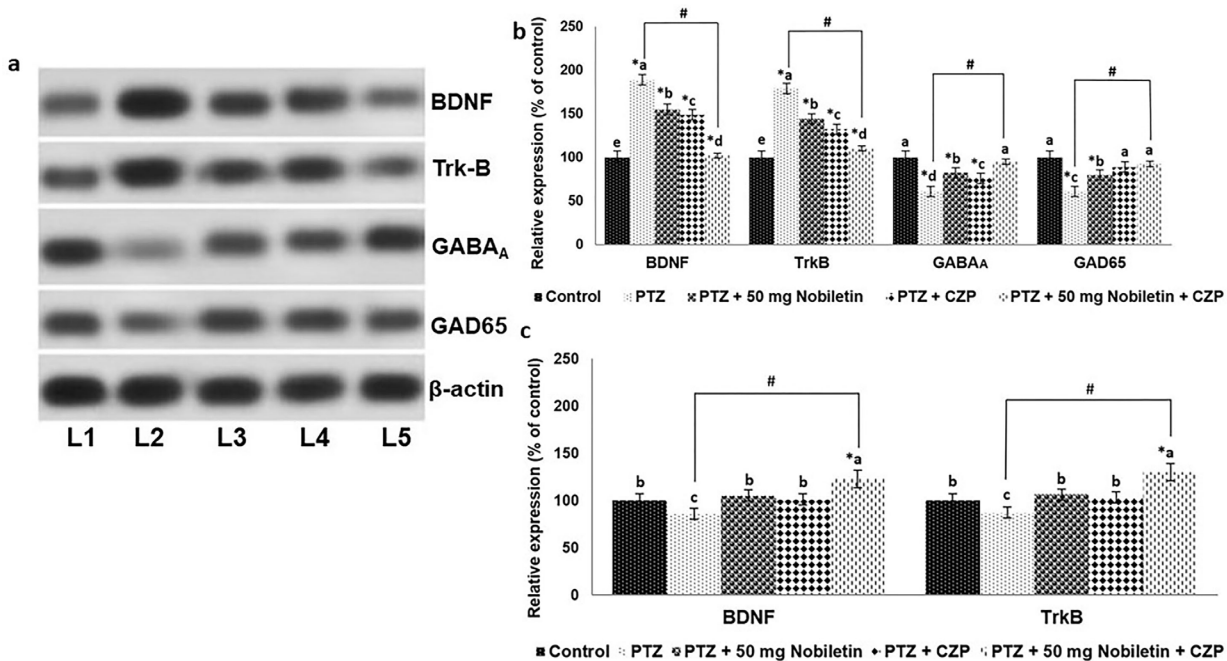 a
BDNF
Trk-B
GABAA
GAD65
β-actin
L1 L2 L3 L4 L5
b
Relative expression (% of control)
250
200
150
100
50
0
#
#
#
#
e *a *b *c *d
e *a *b *c *d
a *d *b *c a
a *c *b a a
BDNF TrkB GABAA GAD65
Control PTZ PTZ + 50 mg Nobiletin PTZ + CZP PTZ + 50 mg Nobiletin + CZP
c
Relative expression (% of control)
250
200
150
100
50
0
#
#
b c b b *a
b c b b *a
BDNF TrkB
Control PTZ PTZ + 50 mg Nobiletin PTZ + CZP PTZ + 50 mg Nobiletin + CZP